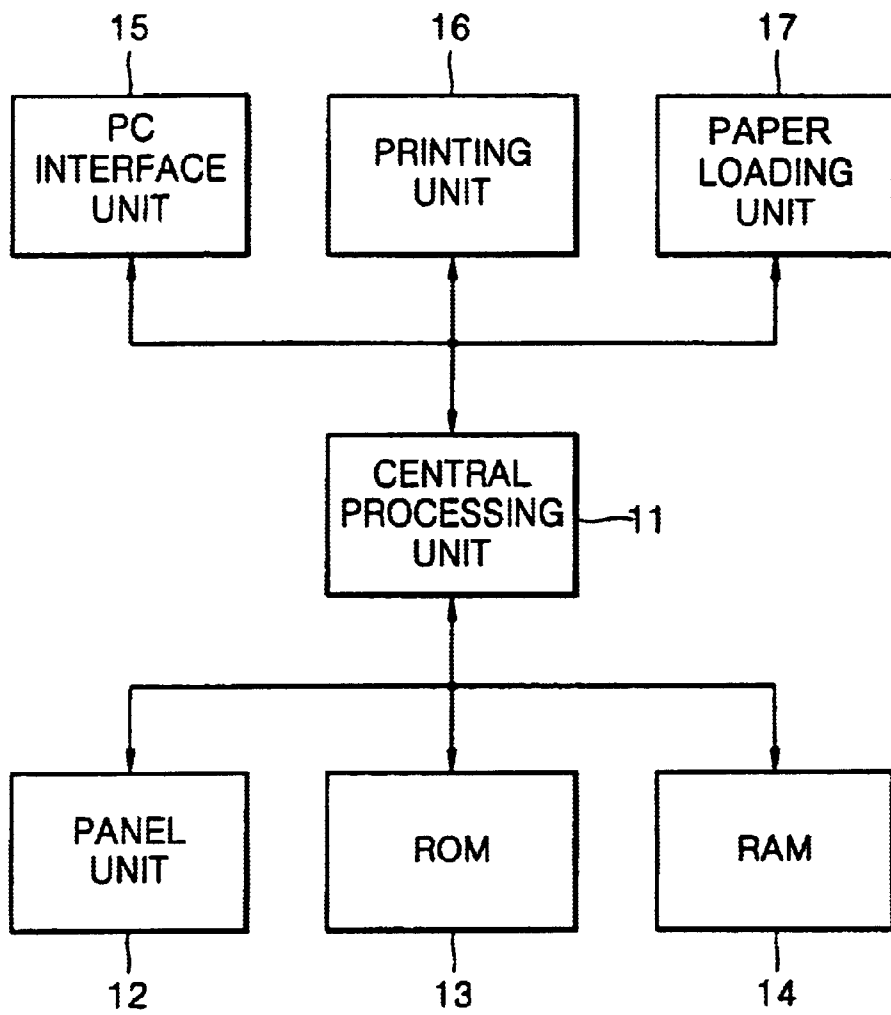 15
16
17
PC
INTERFACE
UNIT
PRINTING
UNIT
PAPER
LOADING
UNIT
CENTRAL
PROCESSING
UNIT
11
PANEL
UNIT
ROM
RAM
12
13
14